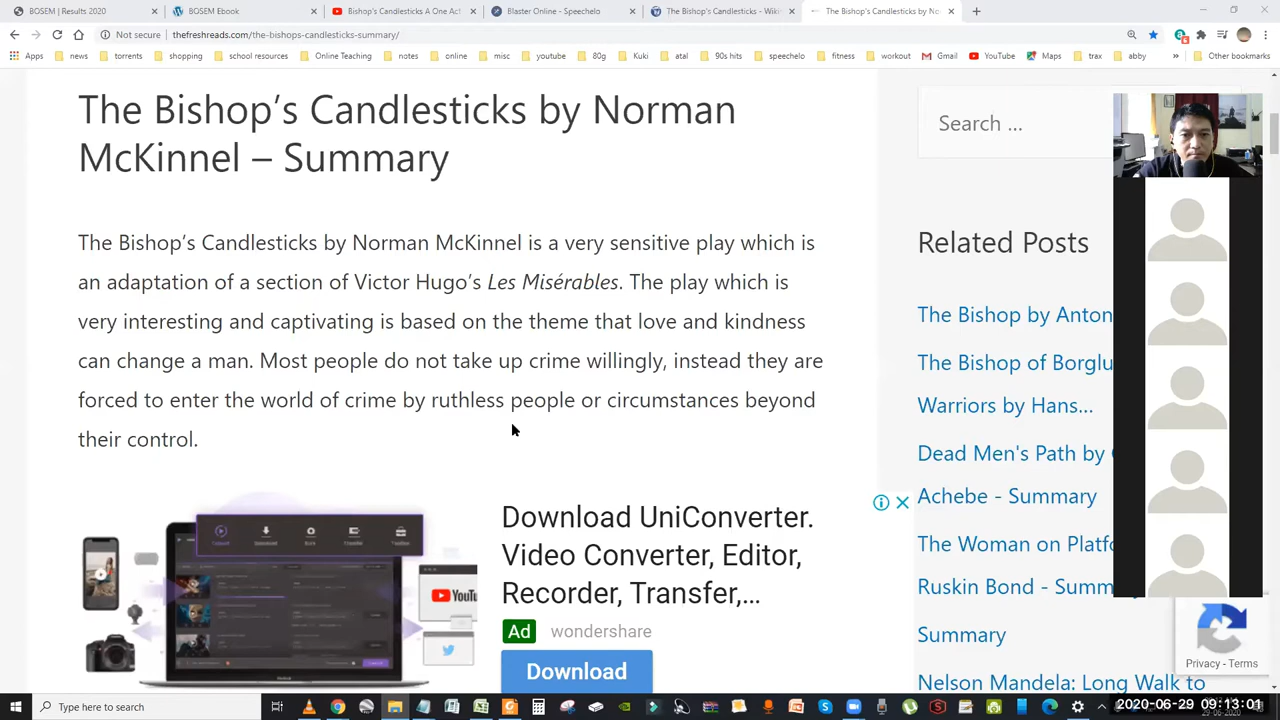 BOSEM | Results 2020
BOSEM Ebook
Bishop's Candlesticks A One Act
Blaster Online - Speechelo
The Bishop's Candlesticks - Wiki
The Bishop's Candlesticks by No
Not secure | thefreshreads.com/the-bishops-candlesticks-summary/
Apps news torrents shopping school resources Online Teaching notes online misc youtube 80g Kuki atal 90s hits speechelo fitness workout Gmail YouTube Maps trax abby » Other bookmarks
The Bishop's Candlesticks by Norman
McKinnel – Summary
The Bishop's Candlesticks by Norman McKinnel is a very sensitive play which is
an adaptation of a section of Victor Hugo's Les Misérables. The play which is
very interesting and captivating is based on the theme that love and kindness
can change a man. Most people do not take up crime willingly, instead they are
forced to enter the world of crime by ruthless people or circumstances beyond
their control.
Download UniConverter.
Video Converter, Editor,
Recorder, Transfer,...
Ad wondershare
Download
Search ...
Related Posts
The Bishop by Anton
The Bishop of Borglu
Warriors by Hans...
Dead Men's Path by
Achebe - Summary
The Woman on Platf
Ruskin Bond - Summ
Summary
Nelson Mandela: Long Walk to
Privacy - Terms
Type here to search
2020-06-29 09:13:01